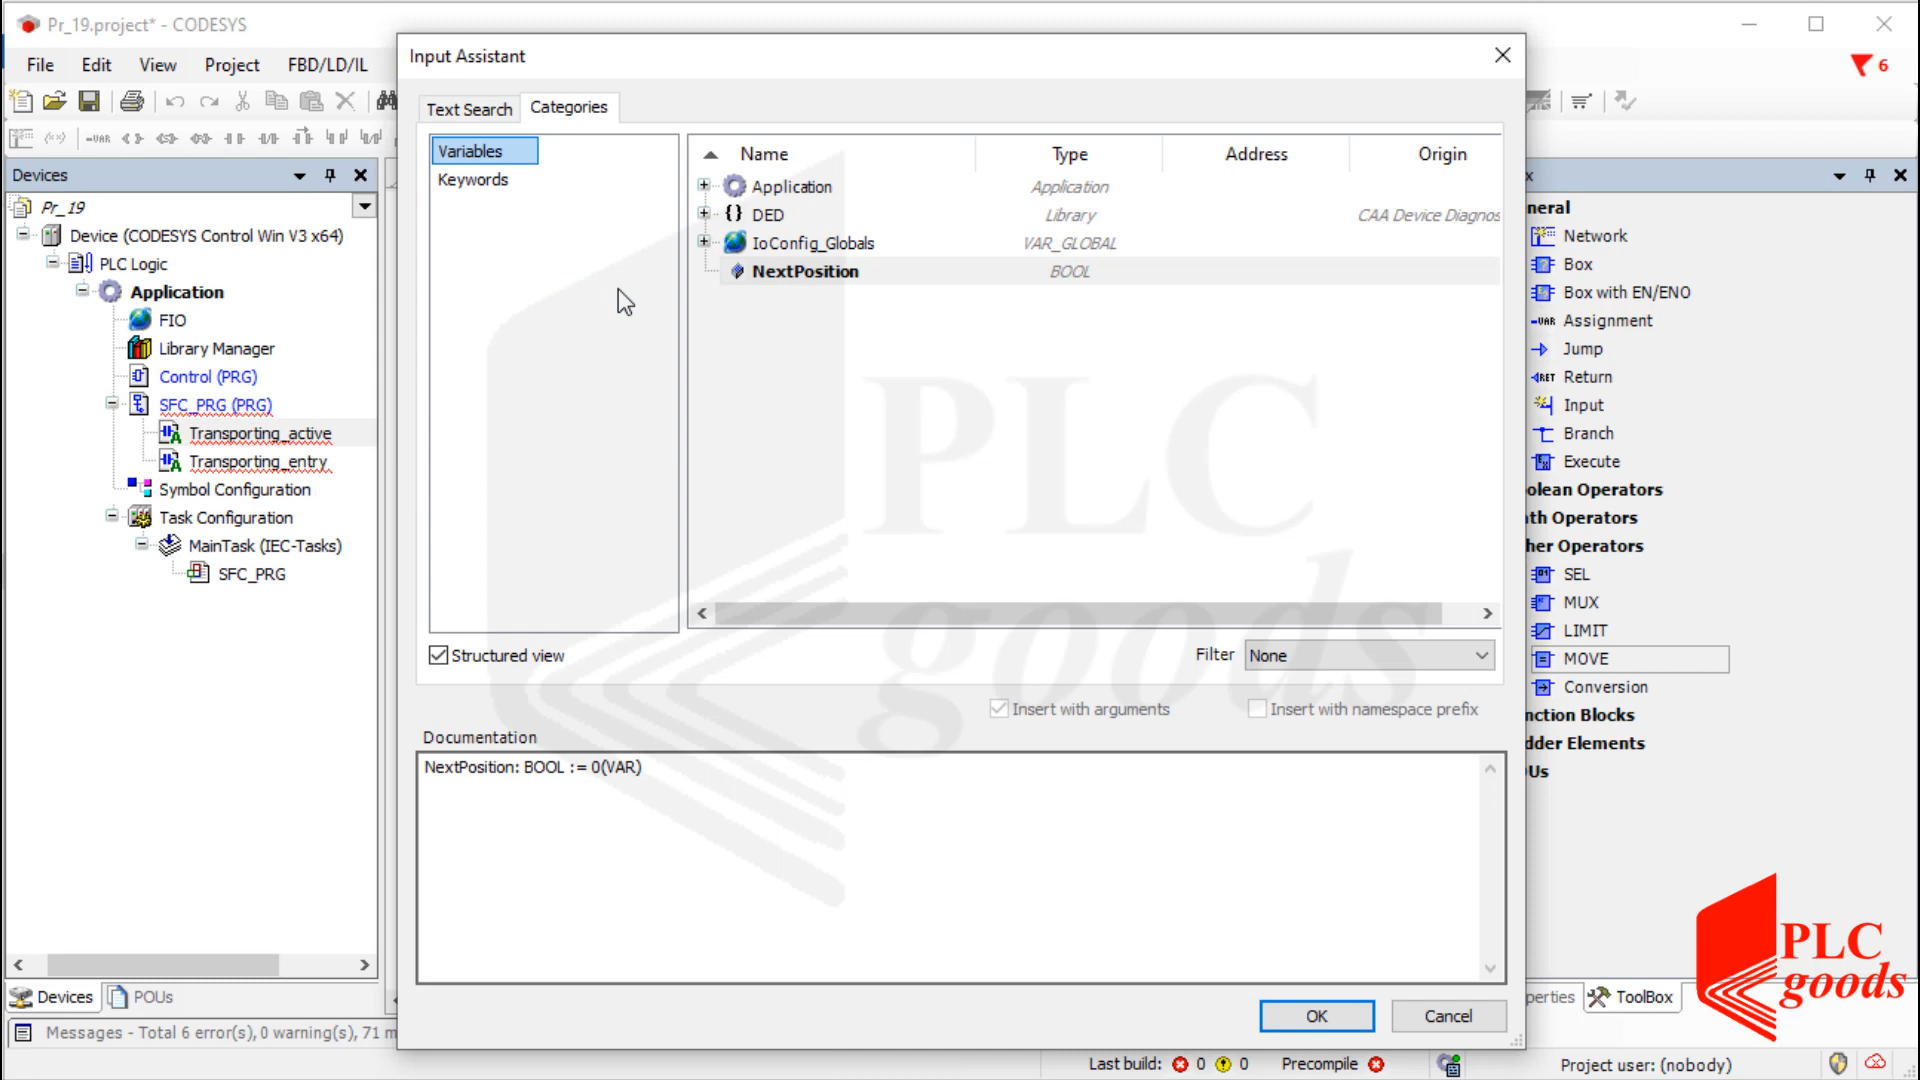 Pr_19.project* - CODESYS
File Edit View Project FBD/LD/IL
6
Devices
Pr_19
Device (CODESYS Control Win V3 x64)
PLC Logic
Application
FIO
Library Manager
Control (PRG)
SFC_PRG (PRG)
Transporting_active
Transporting_entry
Symbol Configuration
Task Configuration
MainTask (IEC-Tasks)
SFC_PRG
Devices POUs
Messages - Total 6 error(s), 0 warning(s), 71 m
Input Assistant
Text Search Categories
Variables
Keywords
Name Type Address Origin
Application Application
DED Library CAA Device Diagnos
IoConfig_Globals VAR_GLOBAL
NextPosition BOOL
Structured view
Filter None
Insert with arguments Insert with namespace prefix
Documentation
NextPosition: BOOL := 0(VAR)
OK Cancel
x
neral
Network
Box
Box with EN/ENO
Assignment
Jump
Return
Input
Branch
Execute
olean Operators
th Operators
her Operators
SEL
MUX
LIMIT
MOVE
Conversion
nction Blocks
dder Elements
Us
perties ToolBox
Last build: 0 0 Precompile Project user: (nobody)
PLC
goods
PLC
goods